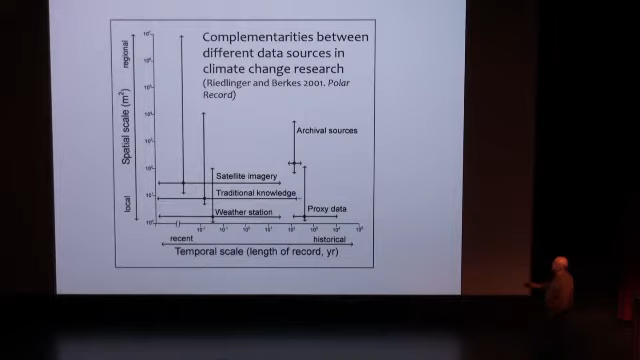 Complementarities between
different data sources in
climate change research
(Riedlinger and Berkes 2001. Polar
Record)
regional
Spatial scale (m²)
local
Archival sources
Satellite imagery
Traditional knowledge
Weather station
Proxy data
recent
historical
Temporal scale (length of record, yr)